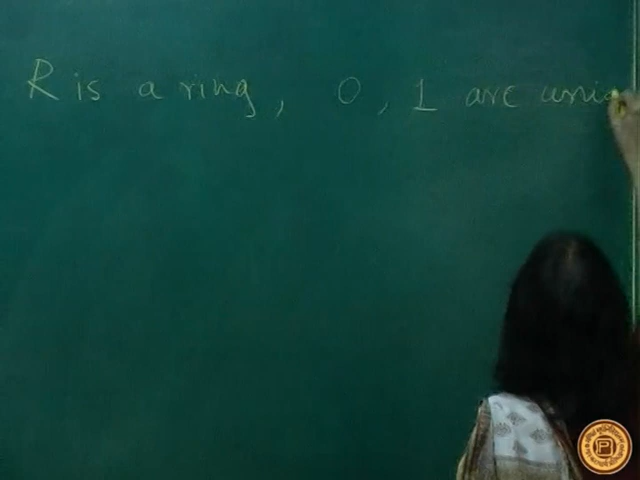 R is a ring, 0, 1 are uni